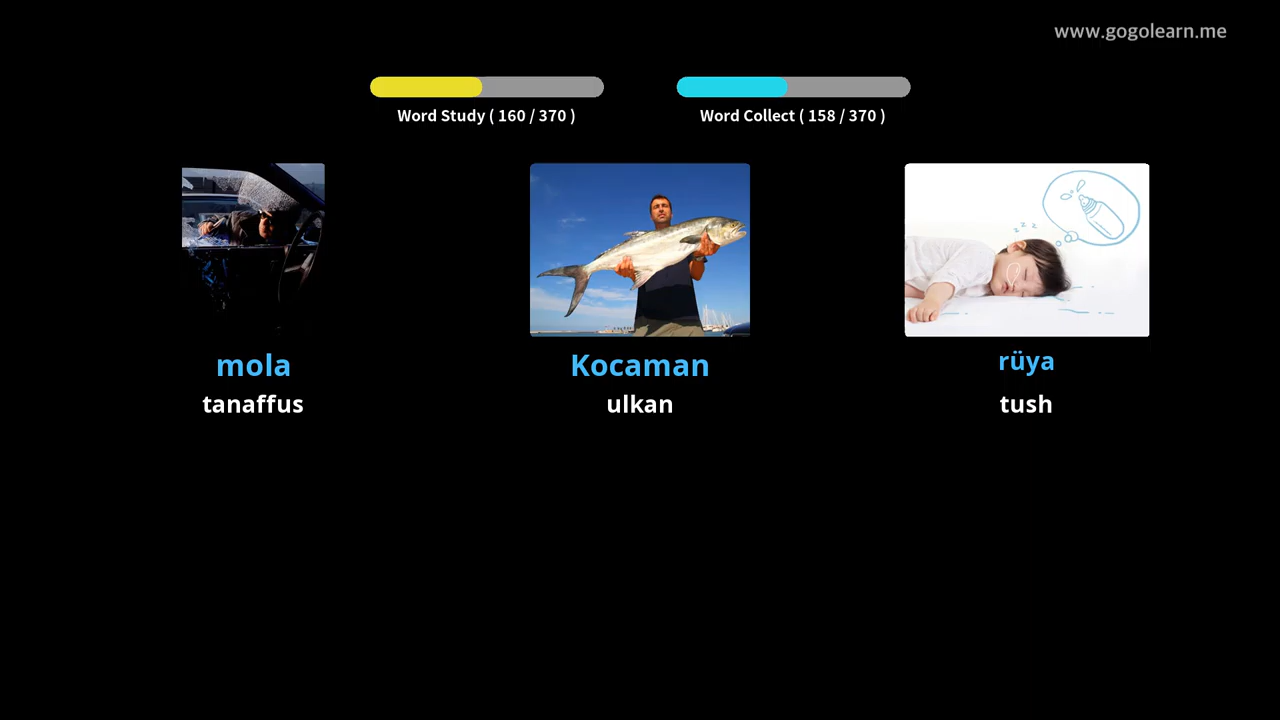 www.gogolearn.me
Word Study ( 160 / 370 )
Word Collect ( 158 / 370 )
mola
tanaffus
Kocaman
ulkan
rüya
tush
z z z